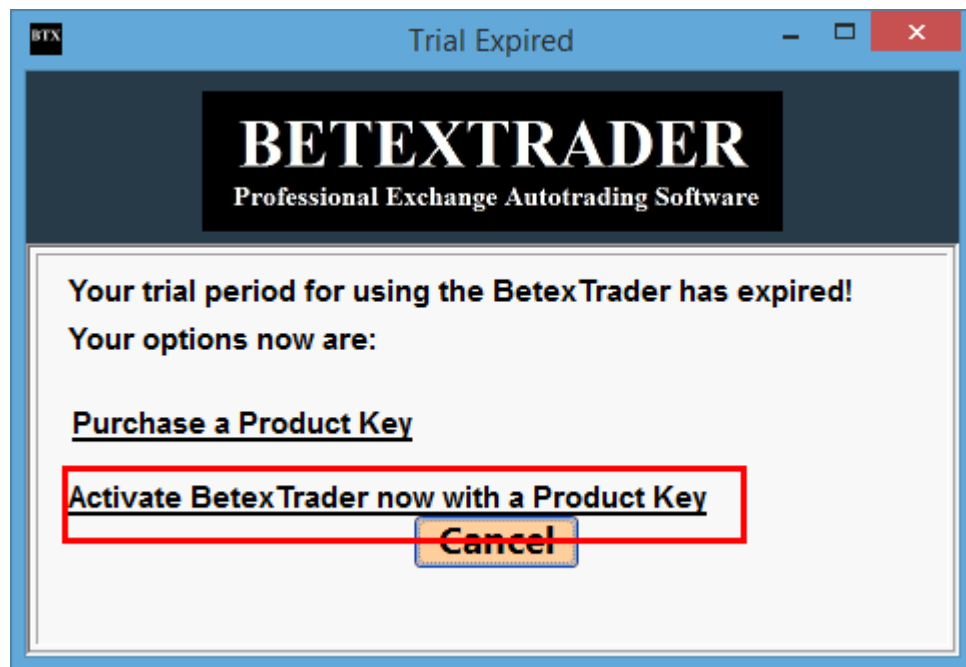 BTX
Trial Expired
BETEXTRADER
Professional Exchange Autotrading Software
Your trial period for using the BetexTrader has expired!
Your options now are:
Purchase a Product Key
Activate BetexTrader now with a Product Key
Cancel